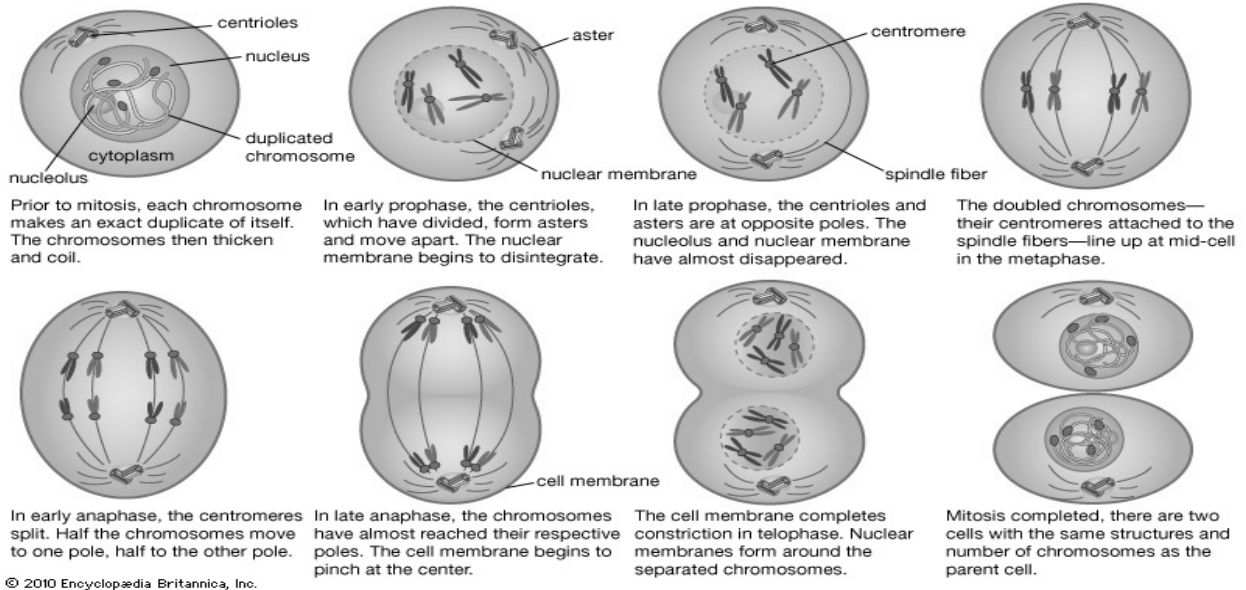 centrioles
nucleus
duplicated
chromosome
cytoplasm
nucleolus
Prior to mitosis, each chromosome
makes an exact duplicate of itself.
The chromosomes then thicken
and coil.
aster
nuclear membrane
In early prophase, the centrioles,
which have divided, form asters
and move apart. The nuclear
membrane begins to disintegrate.
centromere
spindle fiber
In late prophase, the centrioles and
asters are at opposite poles. The
nucleolus and nuclear membrane
have almost disappeared.
The doubled chromosomes—
their centromeres attached to the
spindle fibers—line up at mid-cell
in the metaphase.
In early anaphase, the centromeres
split. Half the chromosomes move
to one pole, half to the other pole.
cell membrane
In late anaphase, the chromosomes
have almost reached their respective
poles. The cell membrane begins to
pinch at the center.
The cell membrane completes
constriction in telophase. Nuclear
membranes form around the
separated chromosomes.
Mitosis completed, there are two
cells with the same structures and
number of chromosomes as the
parent cell.
© 2010 Encyclopædia Britannica, Inc.